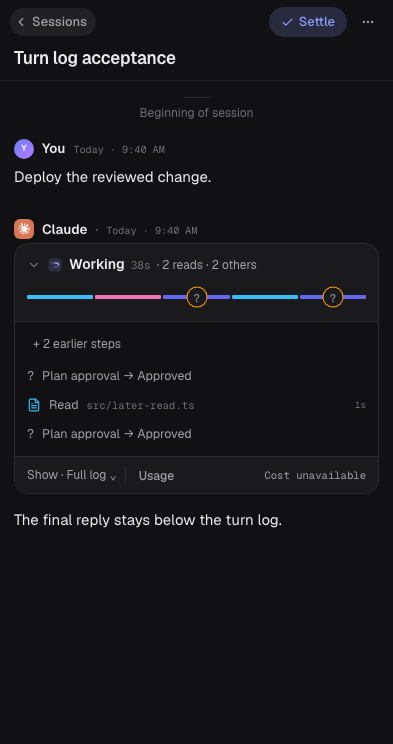 Sessions
Settle
Turn log acceptance
Beginning of session
Y You Today · 9:40 AM
Deploy the reviewed change.
Claude · Today · 9:40 AM
Working 38s · 2 reads · 2 others
? ?
+ 2 earlier steps
? Plan approval → Approved
Read src/later-read.ts 1s
? Plan approval → Approved
Show · Full log Usage Cost unavailable
The final reply stays below the turn log.